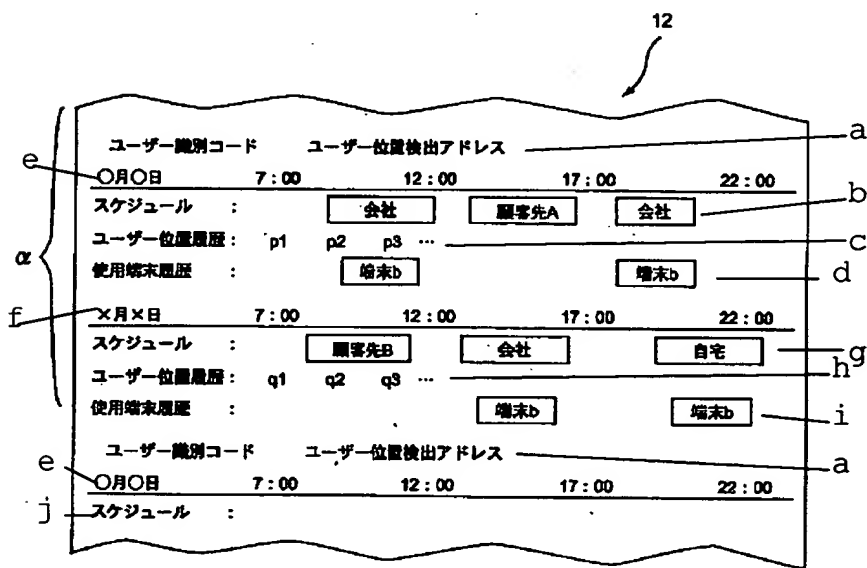 12
ユーザー識別コード ユーザー位置検出アドレス a
e ○月○日 7:00 12:00 17:00 22:00
スケジュール : 会社 顧客先A 会社 b
ユーザー位置履歴: p1 p2 p3 … c
使用端末履歴 : 端末b 端末b d
α
f ×月×日 7:00 12:00 17:00 22:00
スケジュール : 顧客先B 会社 自宅 g
ユーザー位置履歴: q1 q2 q3 … h
使用端末履歴 : 端末b 端末b i
ユーザー識別コード ユーザー位置検出アドレス a
e ○月○日 7:00 12:00 17:00 22:00
j スケジュール :